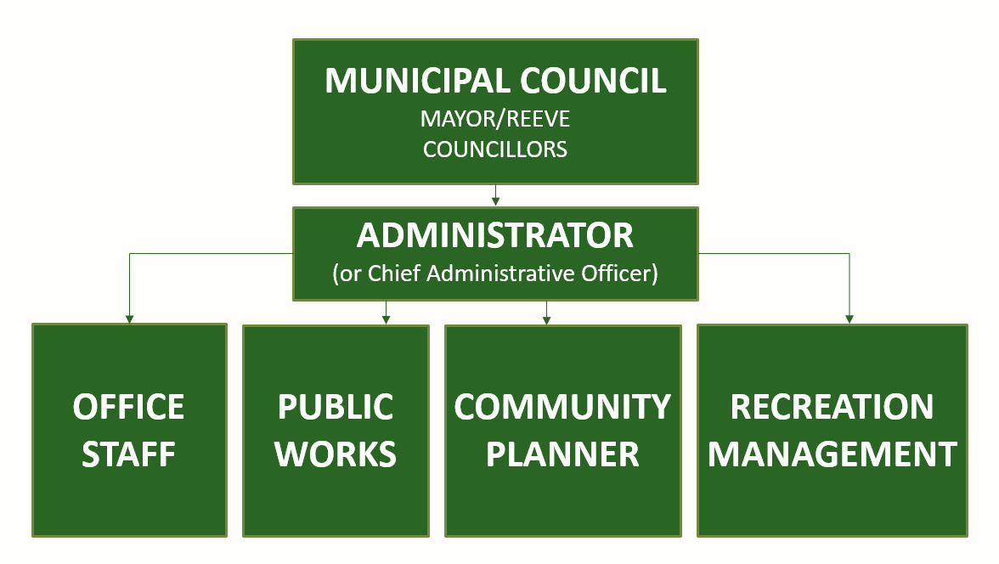 MUNICIPAL COUNCIL
MAYOR/REEVE
COUNCILLORS
ADMINISTRATOR
(or Chief Administrative Officer)
OFFICE
STAFF
PUBLIC
WORKS
COMMUNITY
PLANNER
RECREATION
MANAGEMENT